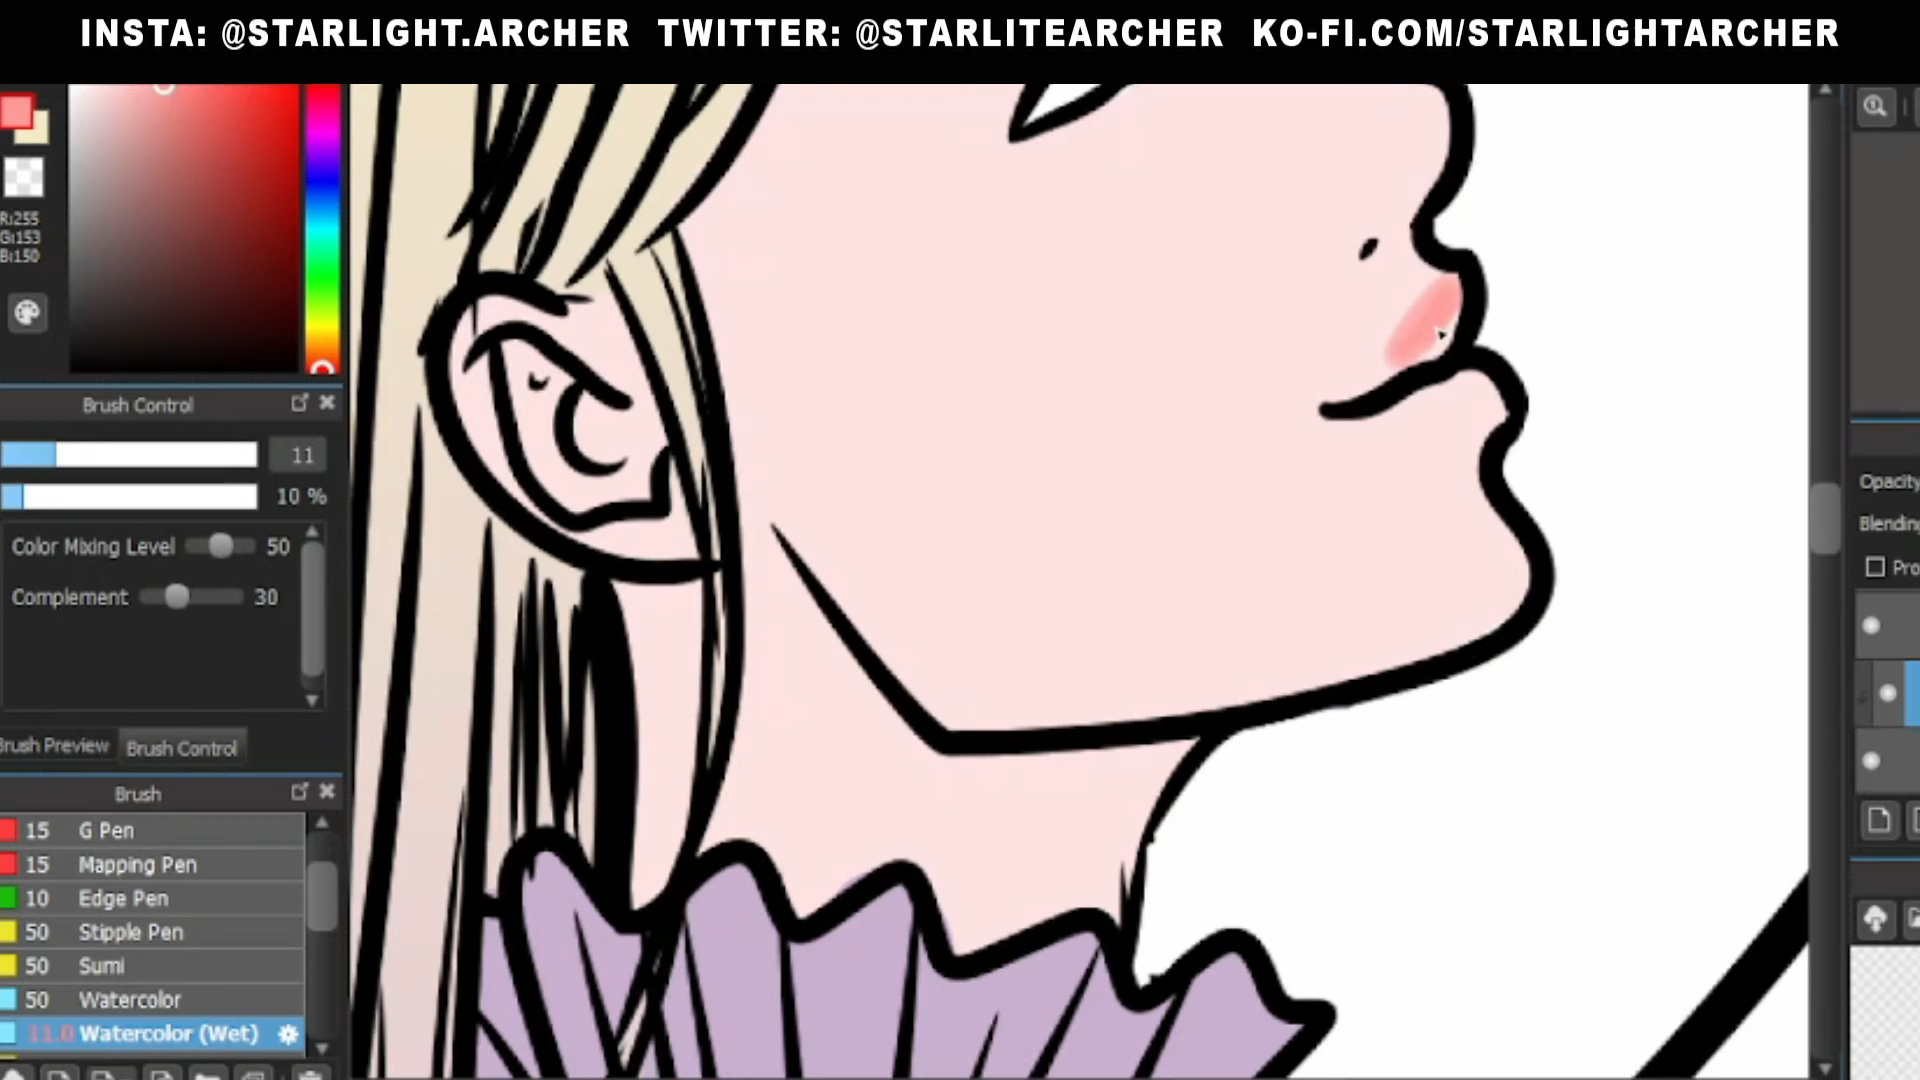 INSTA: @STARLIGHT.ARCHER TWITTER: @STARLITEARCHER KO-FI.COM/STARLIGHTARCHER
R:255
G:153
B:150
Brush Control
11
10 %
Color Mixing Level 50
Complement 30
Brush Preview Brush Control
Brush
15 G Pen
15 Mapping Pen
10 Edge Pen
50 Stipple Pen
50 Sumi
50 Watercolor
11.0 Watercolor (Wet)
Opacity
Blending
Pro